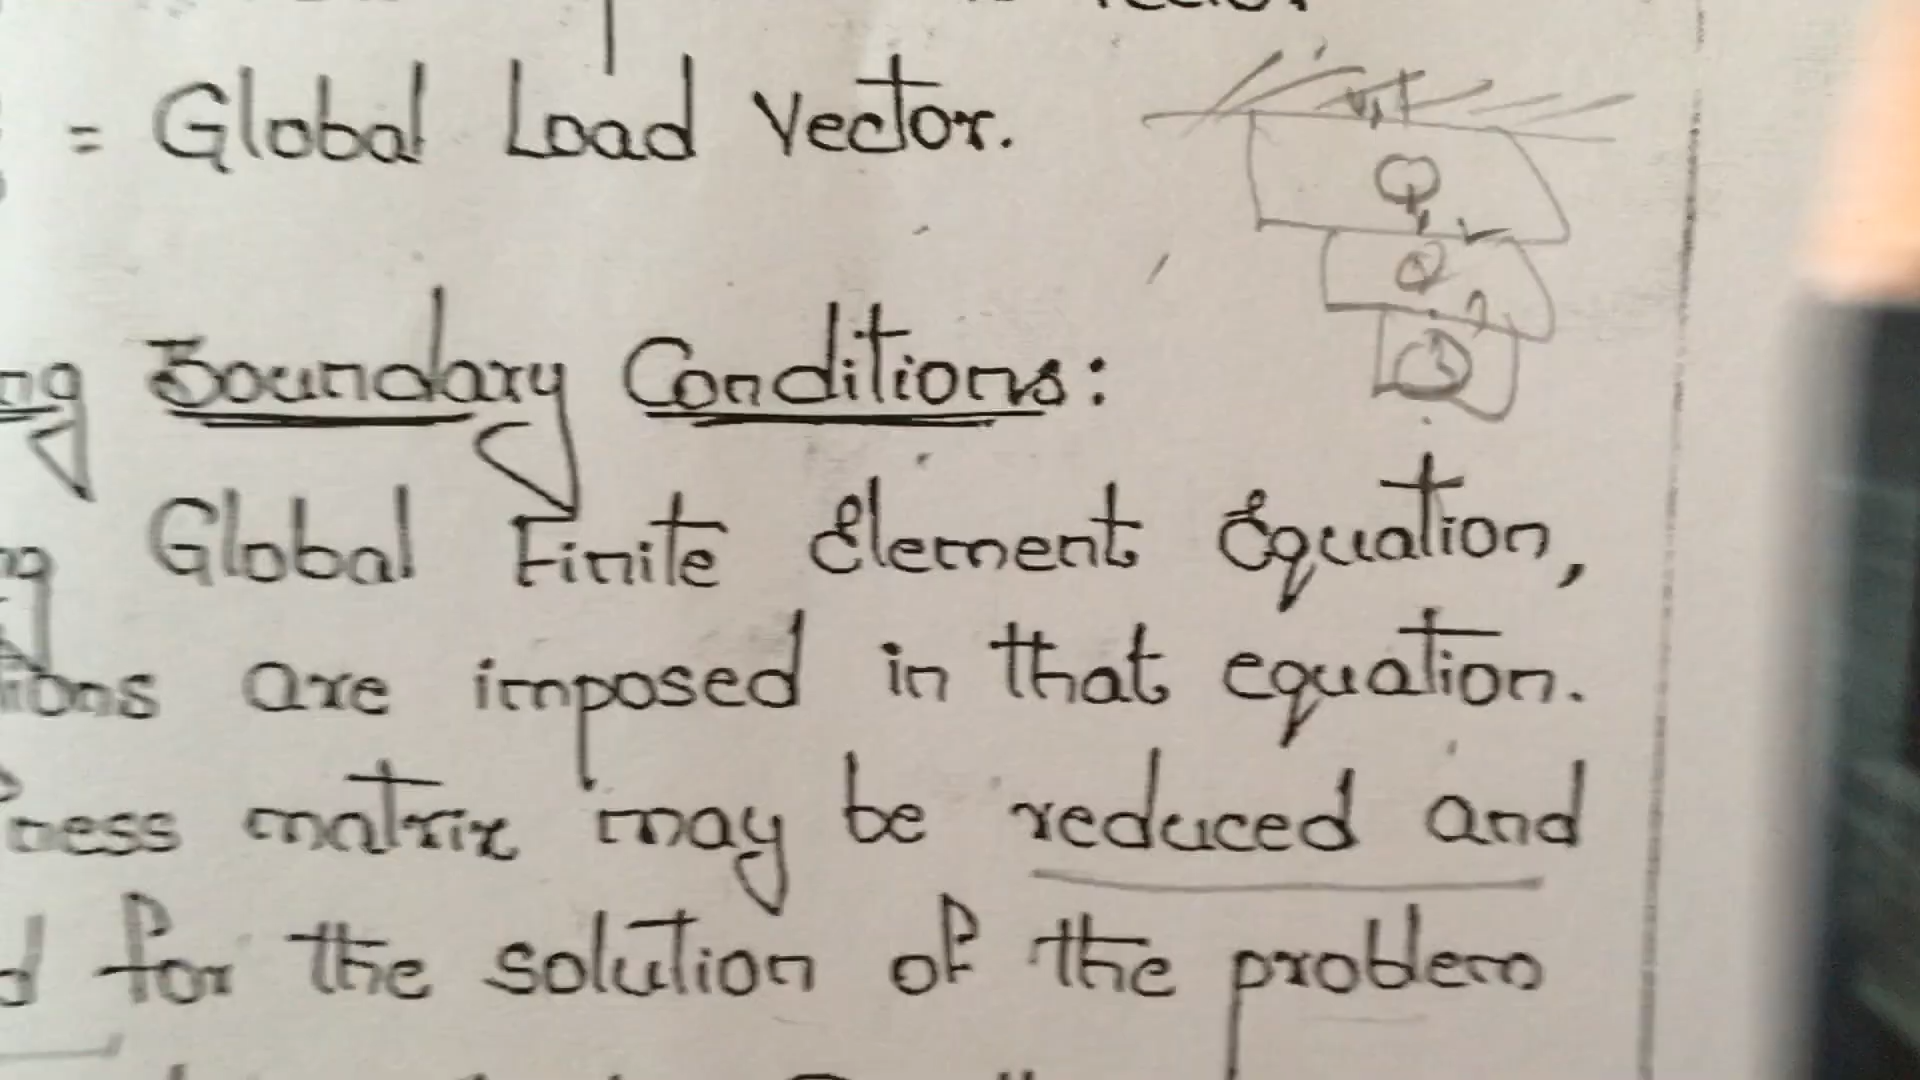 = Global Load Vector.
Boundary Conditions:
Global Finite Element Equation,
are imposed in that equation.
matrix may be reduced and
for the solution of the problem